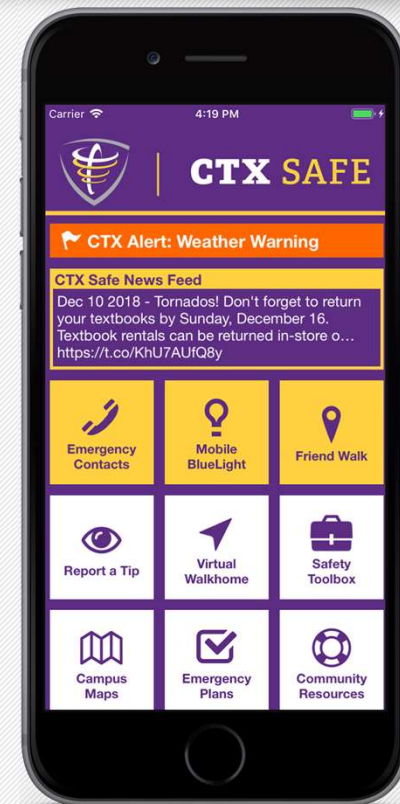 Carrier 4:19 PM
CTX SAFE
CTX Alert: Weather Warning
CTX Safe News Feed
Dec 10 2018 - Tornados! Don't forget to return
your textbooks by Sunday, December 16.
Textbook rentals can be returned in-store o…
https://t.co/KhU7AUfQ8y
Emergency
Contacts
Mobile
BlueLight
Friend Walk
Report a Tip
Virtual
Walkhome
Safety
Toolbox
Campus
Maps
Emergency
Plans
Community
Resources